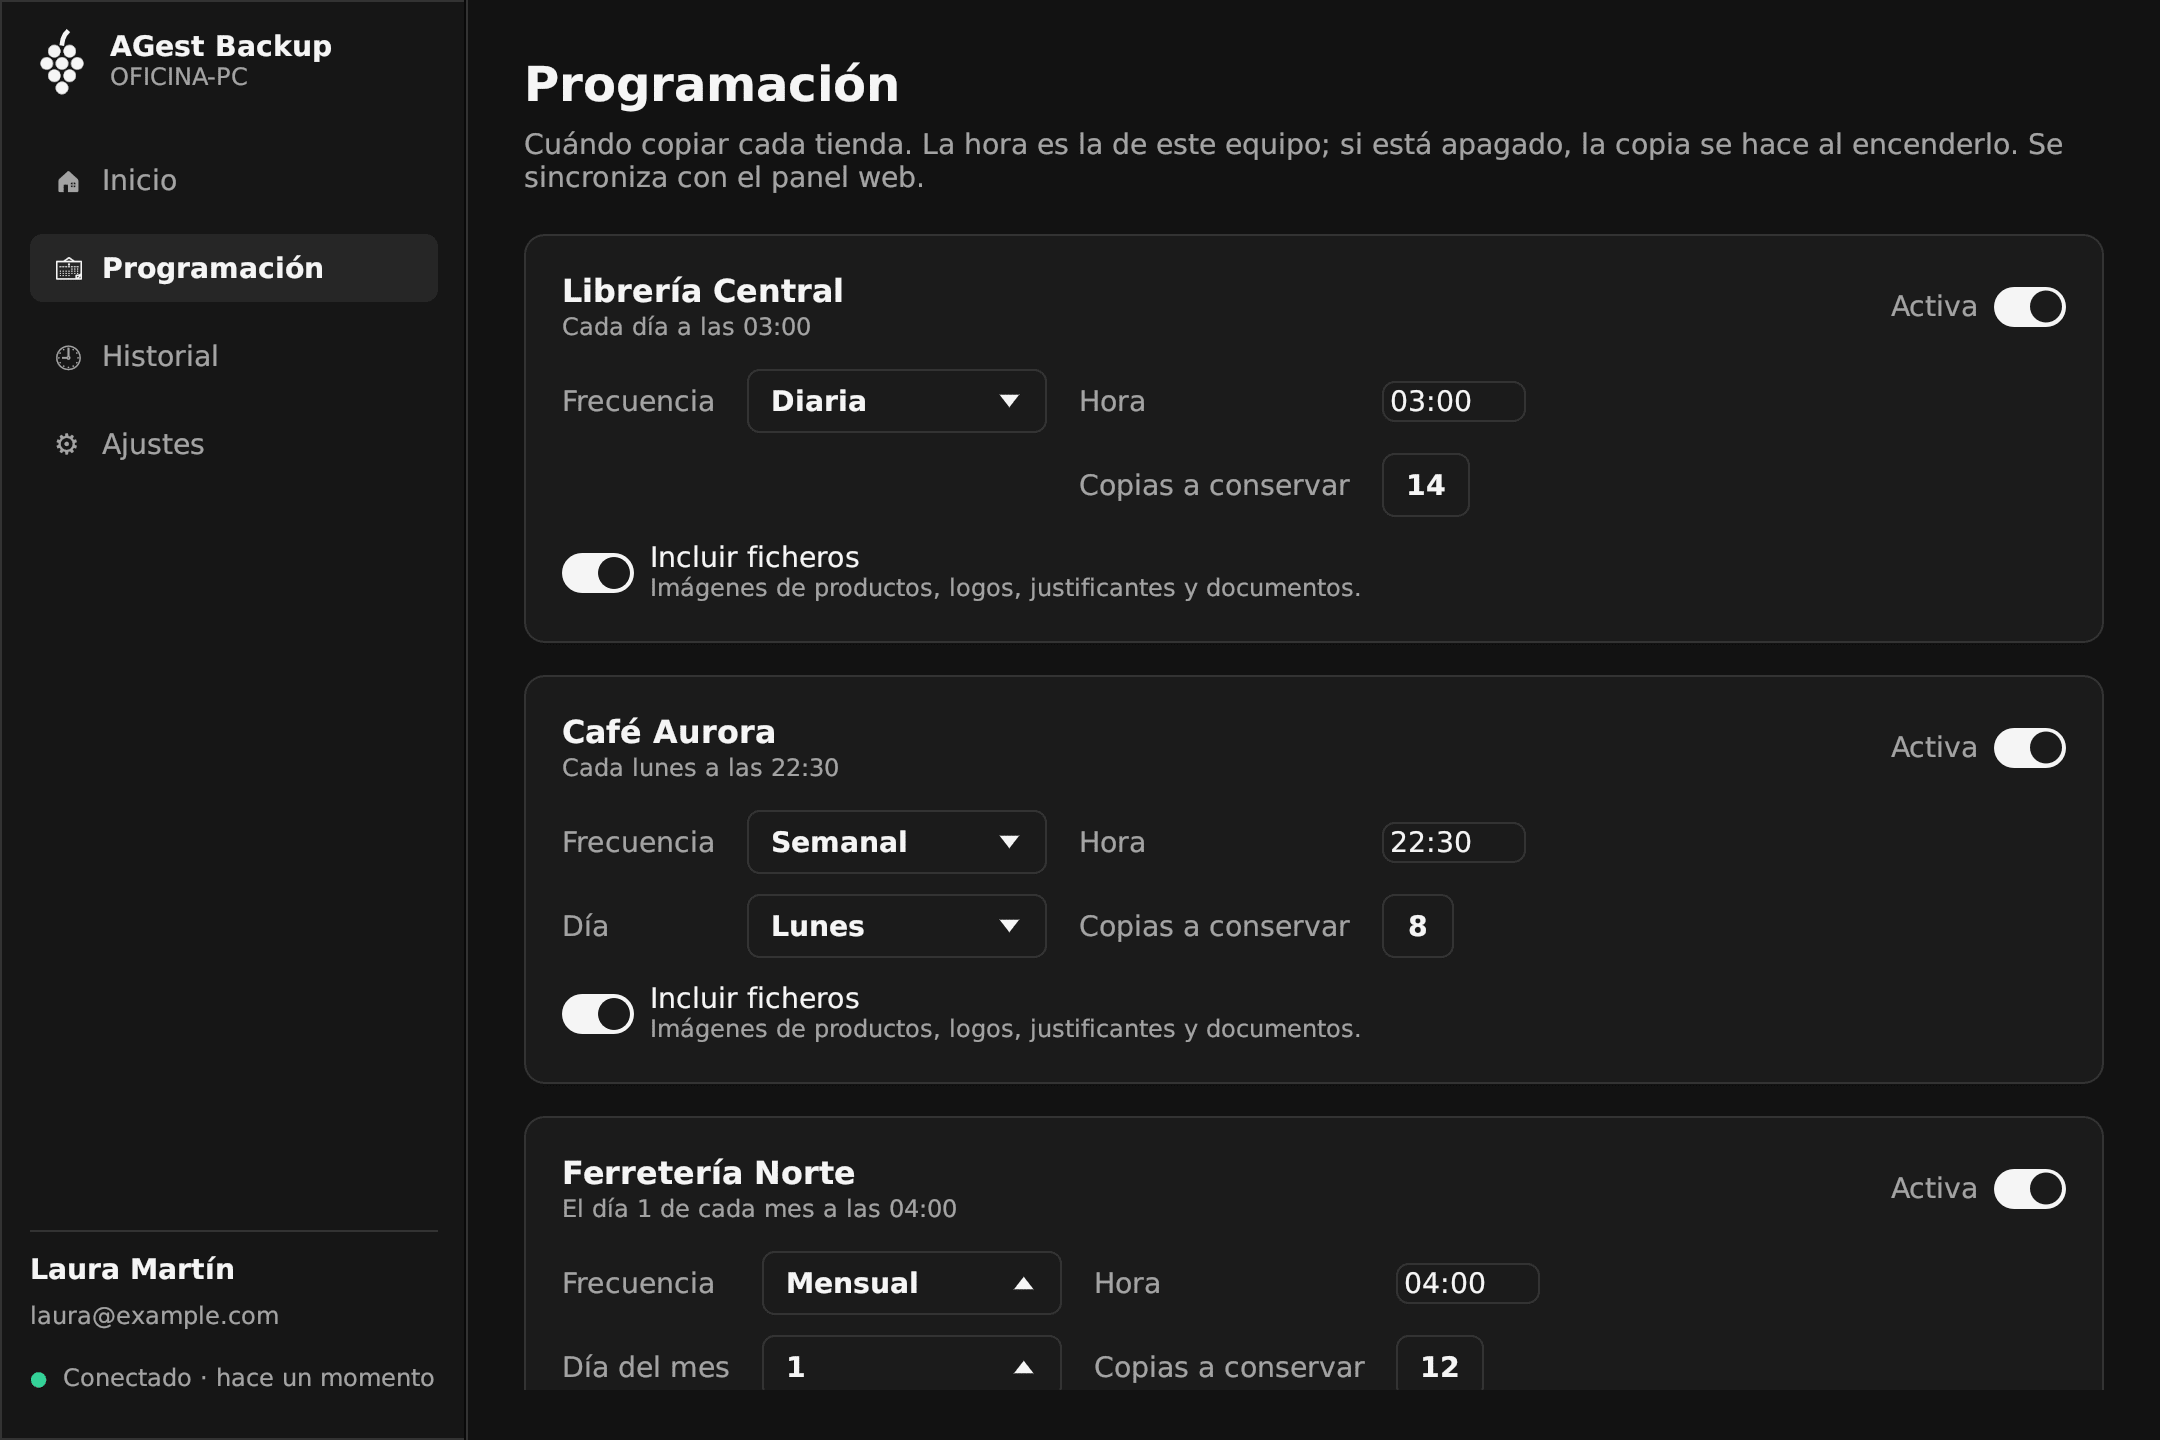 AGest Backup
OFICINA-PC
Inicio
Programación
Historial
Ajustes
Laura Martín
laura@example.com
Conectado · hace un momento
Programación
Cuándo copiar cada tienda. La hora es la de este equipo; si está apagado, la copia se hace al encenderlo. Se
sincroniza con el panel web.
Librería Central
Cada día a las 03:00
Activa
Frecuencia Diaria Hora 03:00
Copias a conservar 14
Incluir ficheros
Imágenes de productos, logos, justificantes y documentos.
Café Aurora
Cada lunes a las 22:30
Activa
Frecuencia Semanal Hora 22:30
Día Lunes Copias a conservar 8
Incluir ficheros
Imágenes de productos, logos, justificantes y documentos.
Ferretería Norte
El día 1 de cada mes a las 04:00
Activa
Frecuencia Mensual Hora 04:00
Día del mes 1 Copias a conservar 12